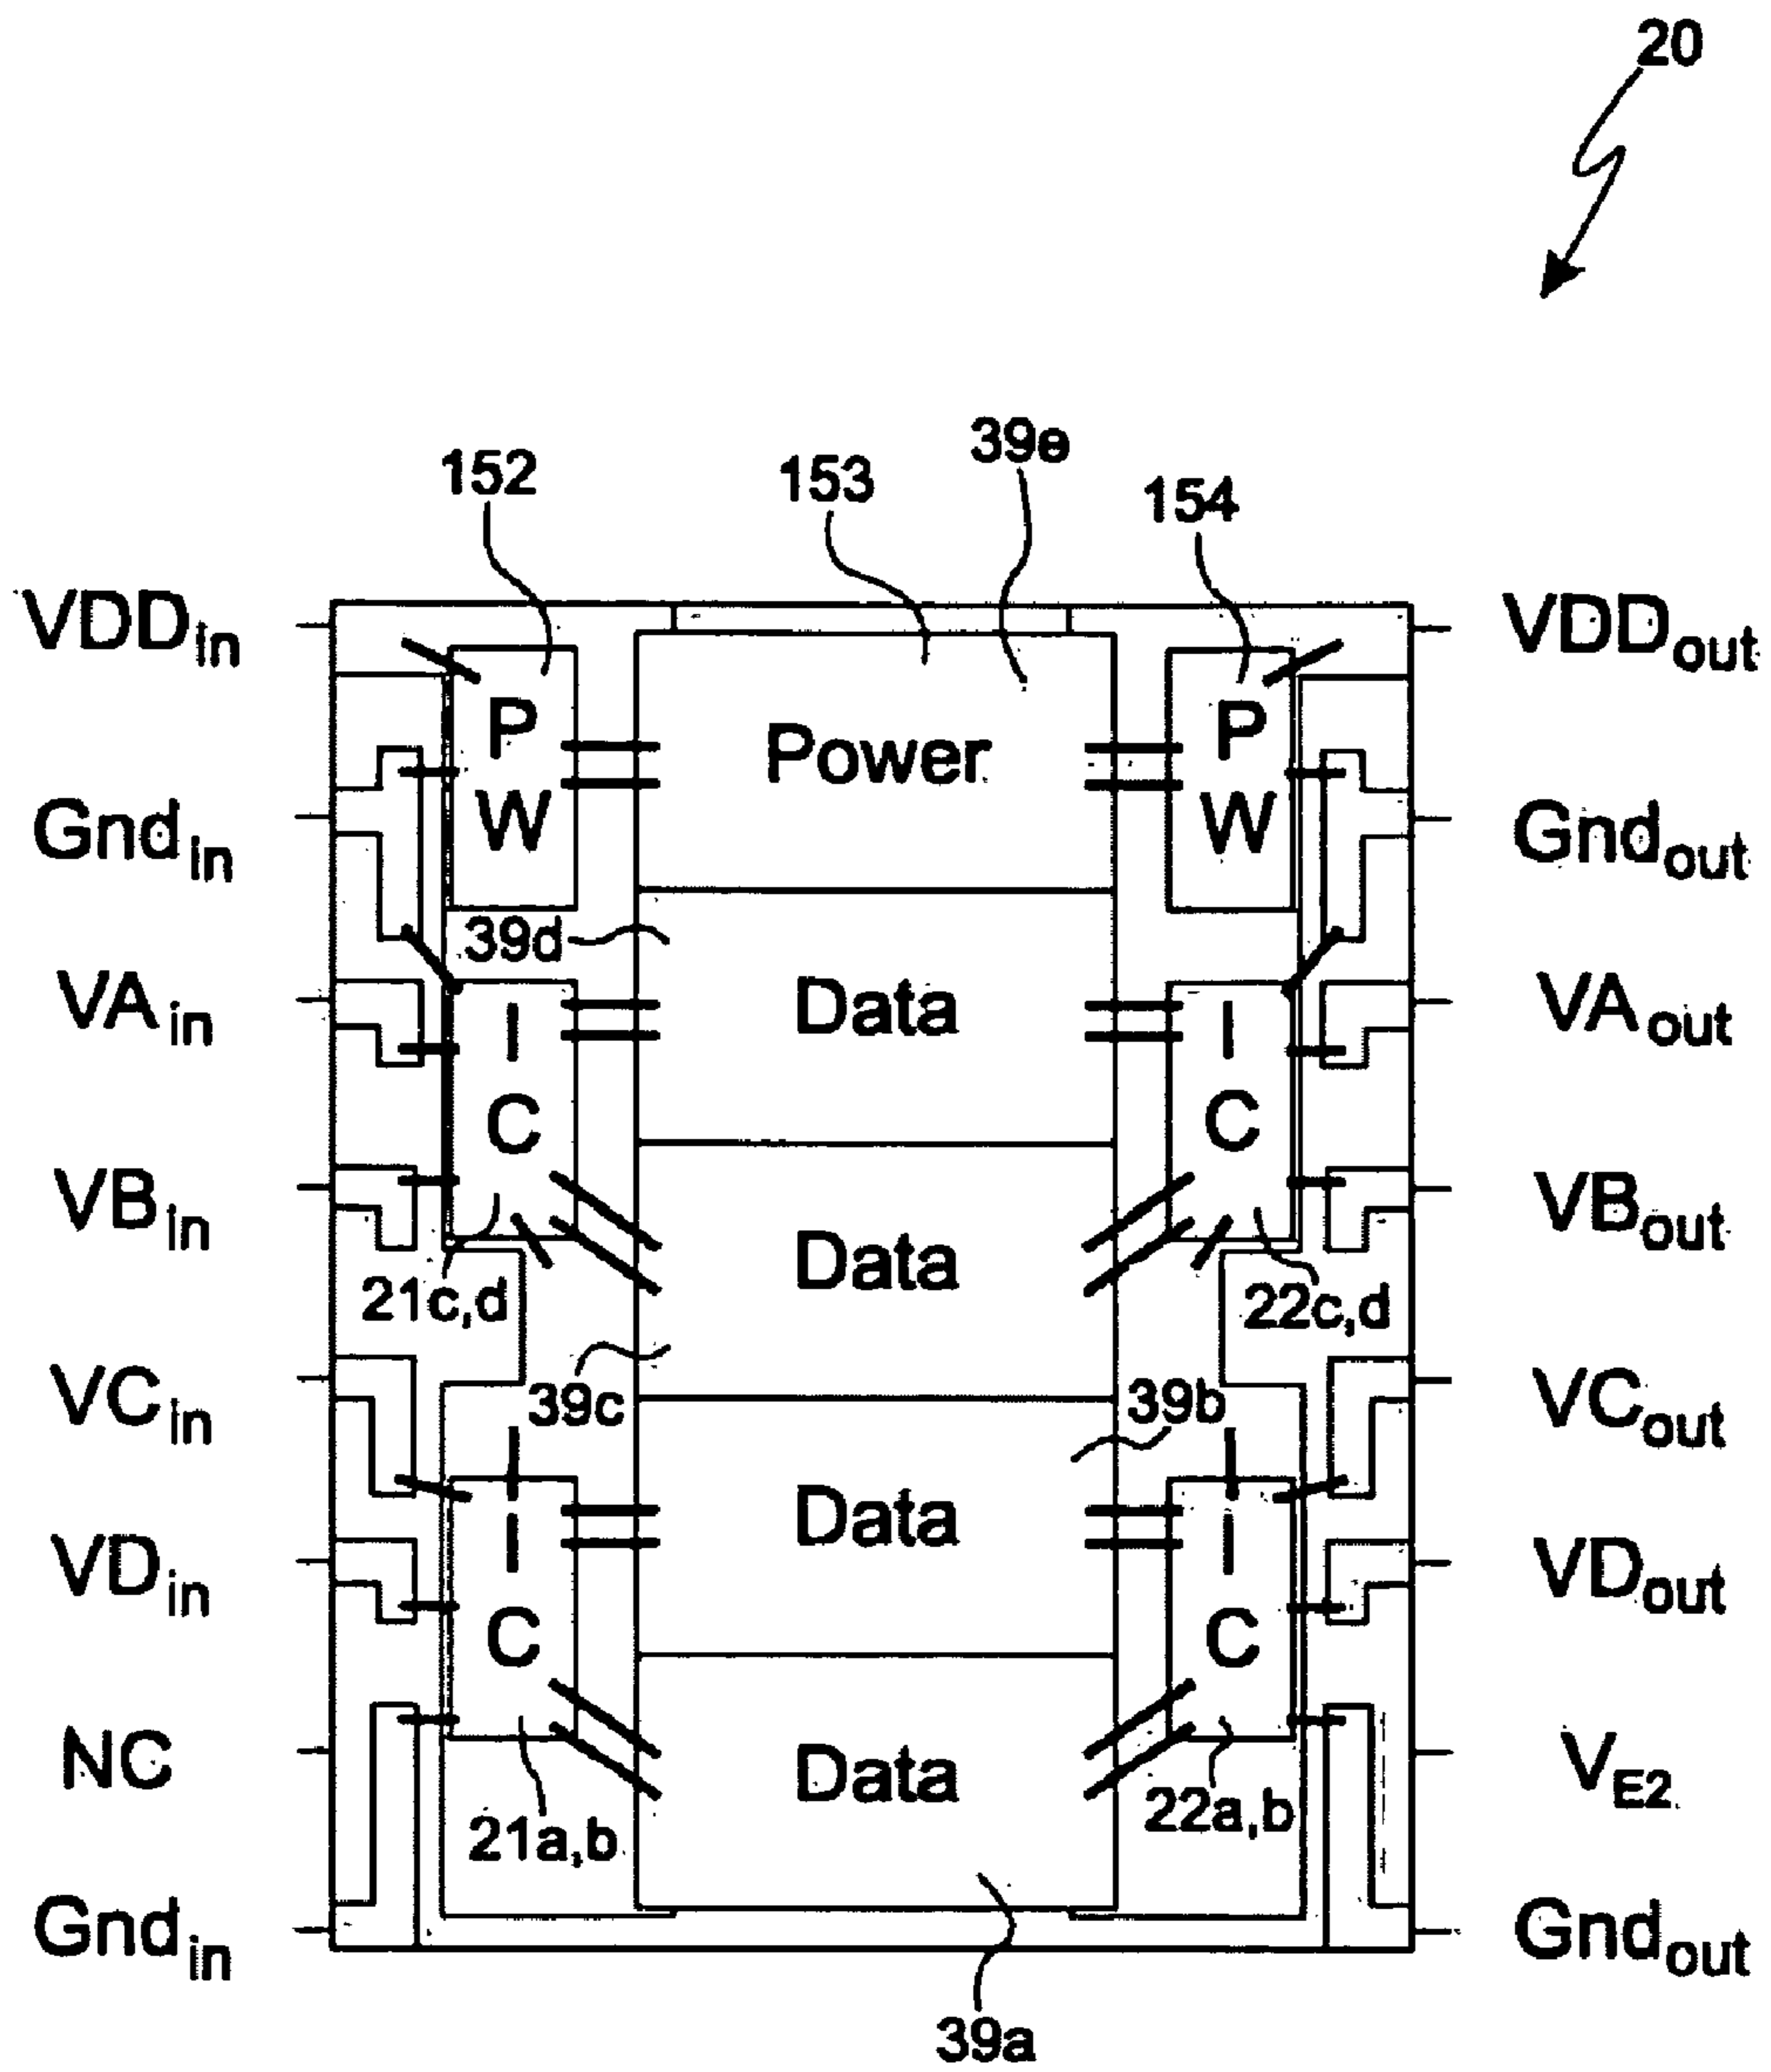 20
39e
152
153
154
VDDin
VDDout
P
W
Power
P
W
Gndin
Gndout
39d
VAin
I
C
Data
I
C
VAout
VBin
VBout
Data
21c,d
22c,d
VCin
39c
39b
VCout
I
C
Data
I
C
VDin
VDout
NC
Data
VE2
21a,b
22a,b
Gndin
Gndout
39a